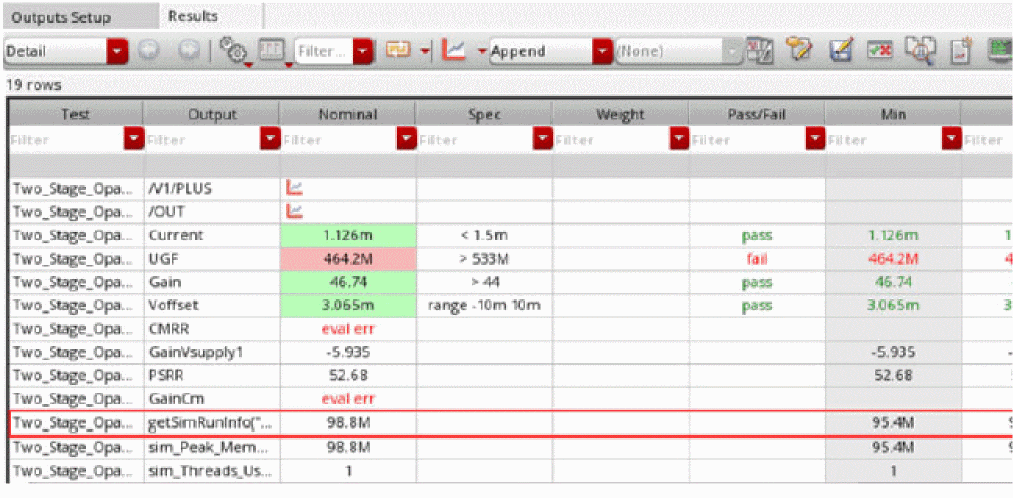 Outputs Setup Results
Detail Filter... Append (None)
19 rows
Test Output Nominal Spec Weight Pass/Fail Min
Filter Filter Filter Filter Filter Filter Filter Filter
Two_Stage_Opa... /V1/PLUS
Two_Stage_Opa... /OUT
Two_Stage_Opa... Current 1.126m < 1.5m pass 1.126m 1
Two_Stage_Opa... UGF 464.2M > 533M fail 464.2M 4
Two_Stage_Opa... Gain 46.74 > 44 pass 46.74
Two_Stage_Opa... Voffset 3.065m range -10m 10m pass 3.065m 3
Two_Stage_Opa... CMRR eval err
Two_Stage_Opa... GainVsupply1 -5.935 -5.935 -
Two_Stage_Opa... PSRR 52.68 52.68
Two_Stage_Opa... GainCm eval err
Two_Stage_Opa... getSimRunInfo("... 98.8M 95.4M 9
Two_Stage_Opa... sim_Peak_Mem... 98.8M 95.4M 9
Two_Stage_Opa... sim_Threads_Us... 1 1